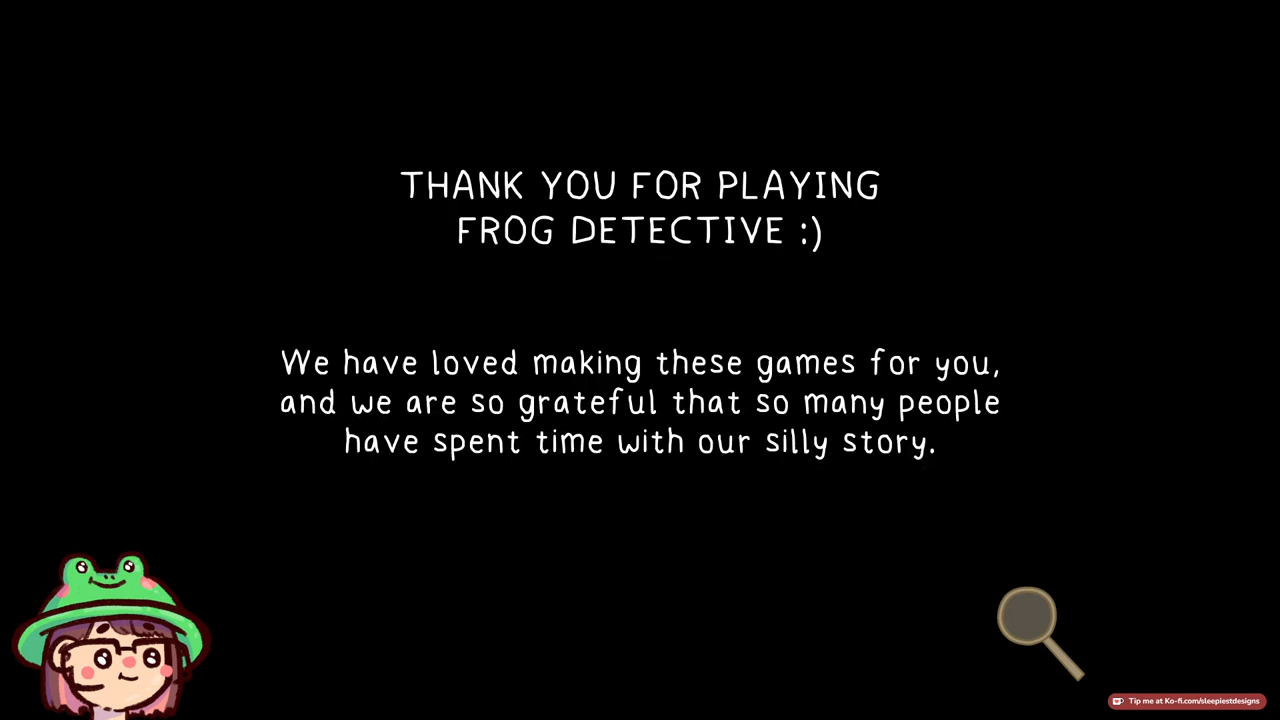 THANK YOU FOR PLAYING
FROG DETECTIVE :)
We have loved making these games for you,
and we are so grateful that so many people
have spent time with our silly story.
Tip me at Ko-fi.com/sleepiestdesigns